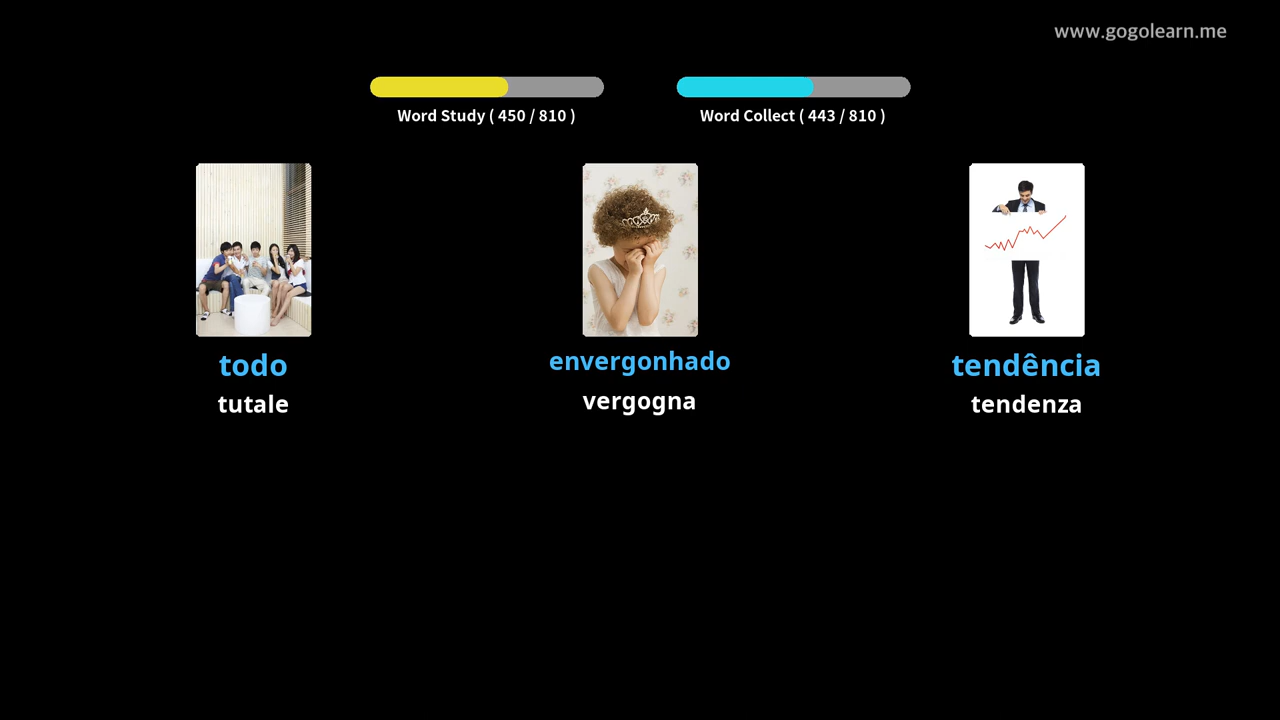 www.gogolearn.me
Word Study ( 450 / 810 )
Word Collect ( 443 / 810 )
todo
tutale
envergonhado
vergogna
tendência
tendenza